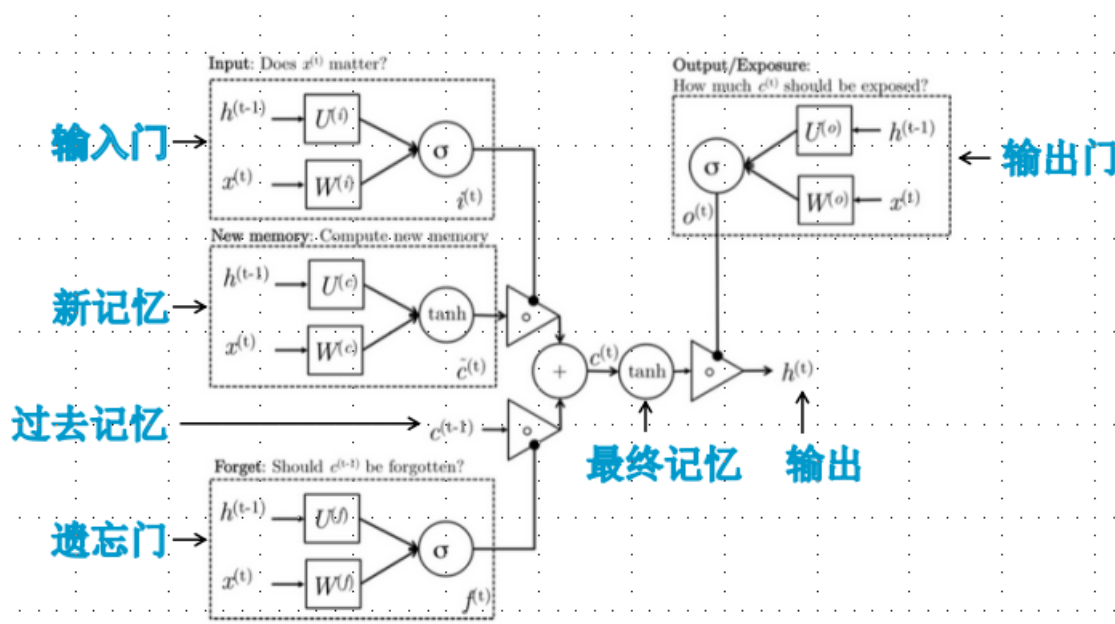 Input: Does x(t) matter?
h(t-1)
U(i)
σ
x(t)
W(i)
i(t)
输入门
Output/Exposure:
How much c(t) should be exposed?
U(o)
h(t-1)
σ
W(o)
x(t)
o(t)
输出门
New memory: Compute new memory
h(t-1)
U(c)
tanh
x(t)
W(c)
c̃(t)
新记忆
∘
+
c(t)
tanh
∘
h(t)
过去记忆
c(t-1)
∘
最终记忆
输出
Forget: Should c(t-1) be forgotten?
h(t-1)
U(f)
σ
x(t)
W(f)
f(t)
遗忘门